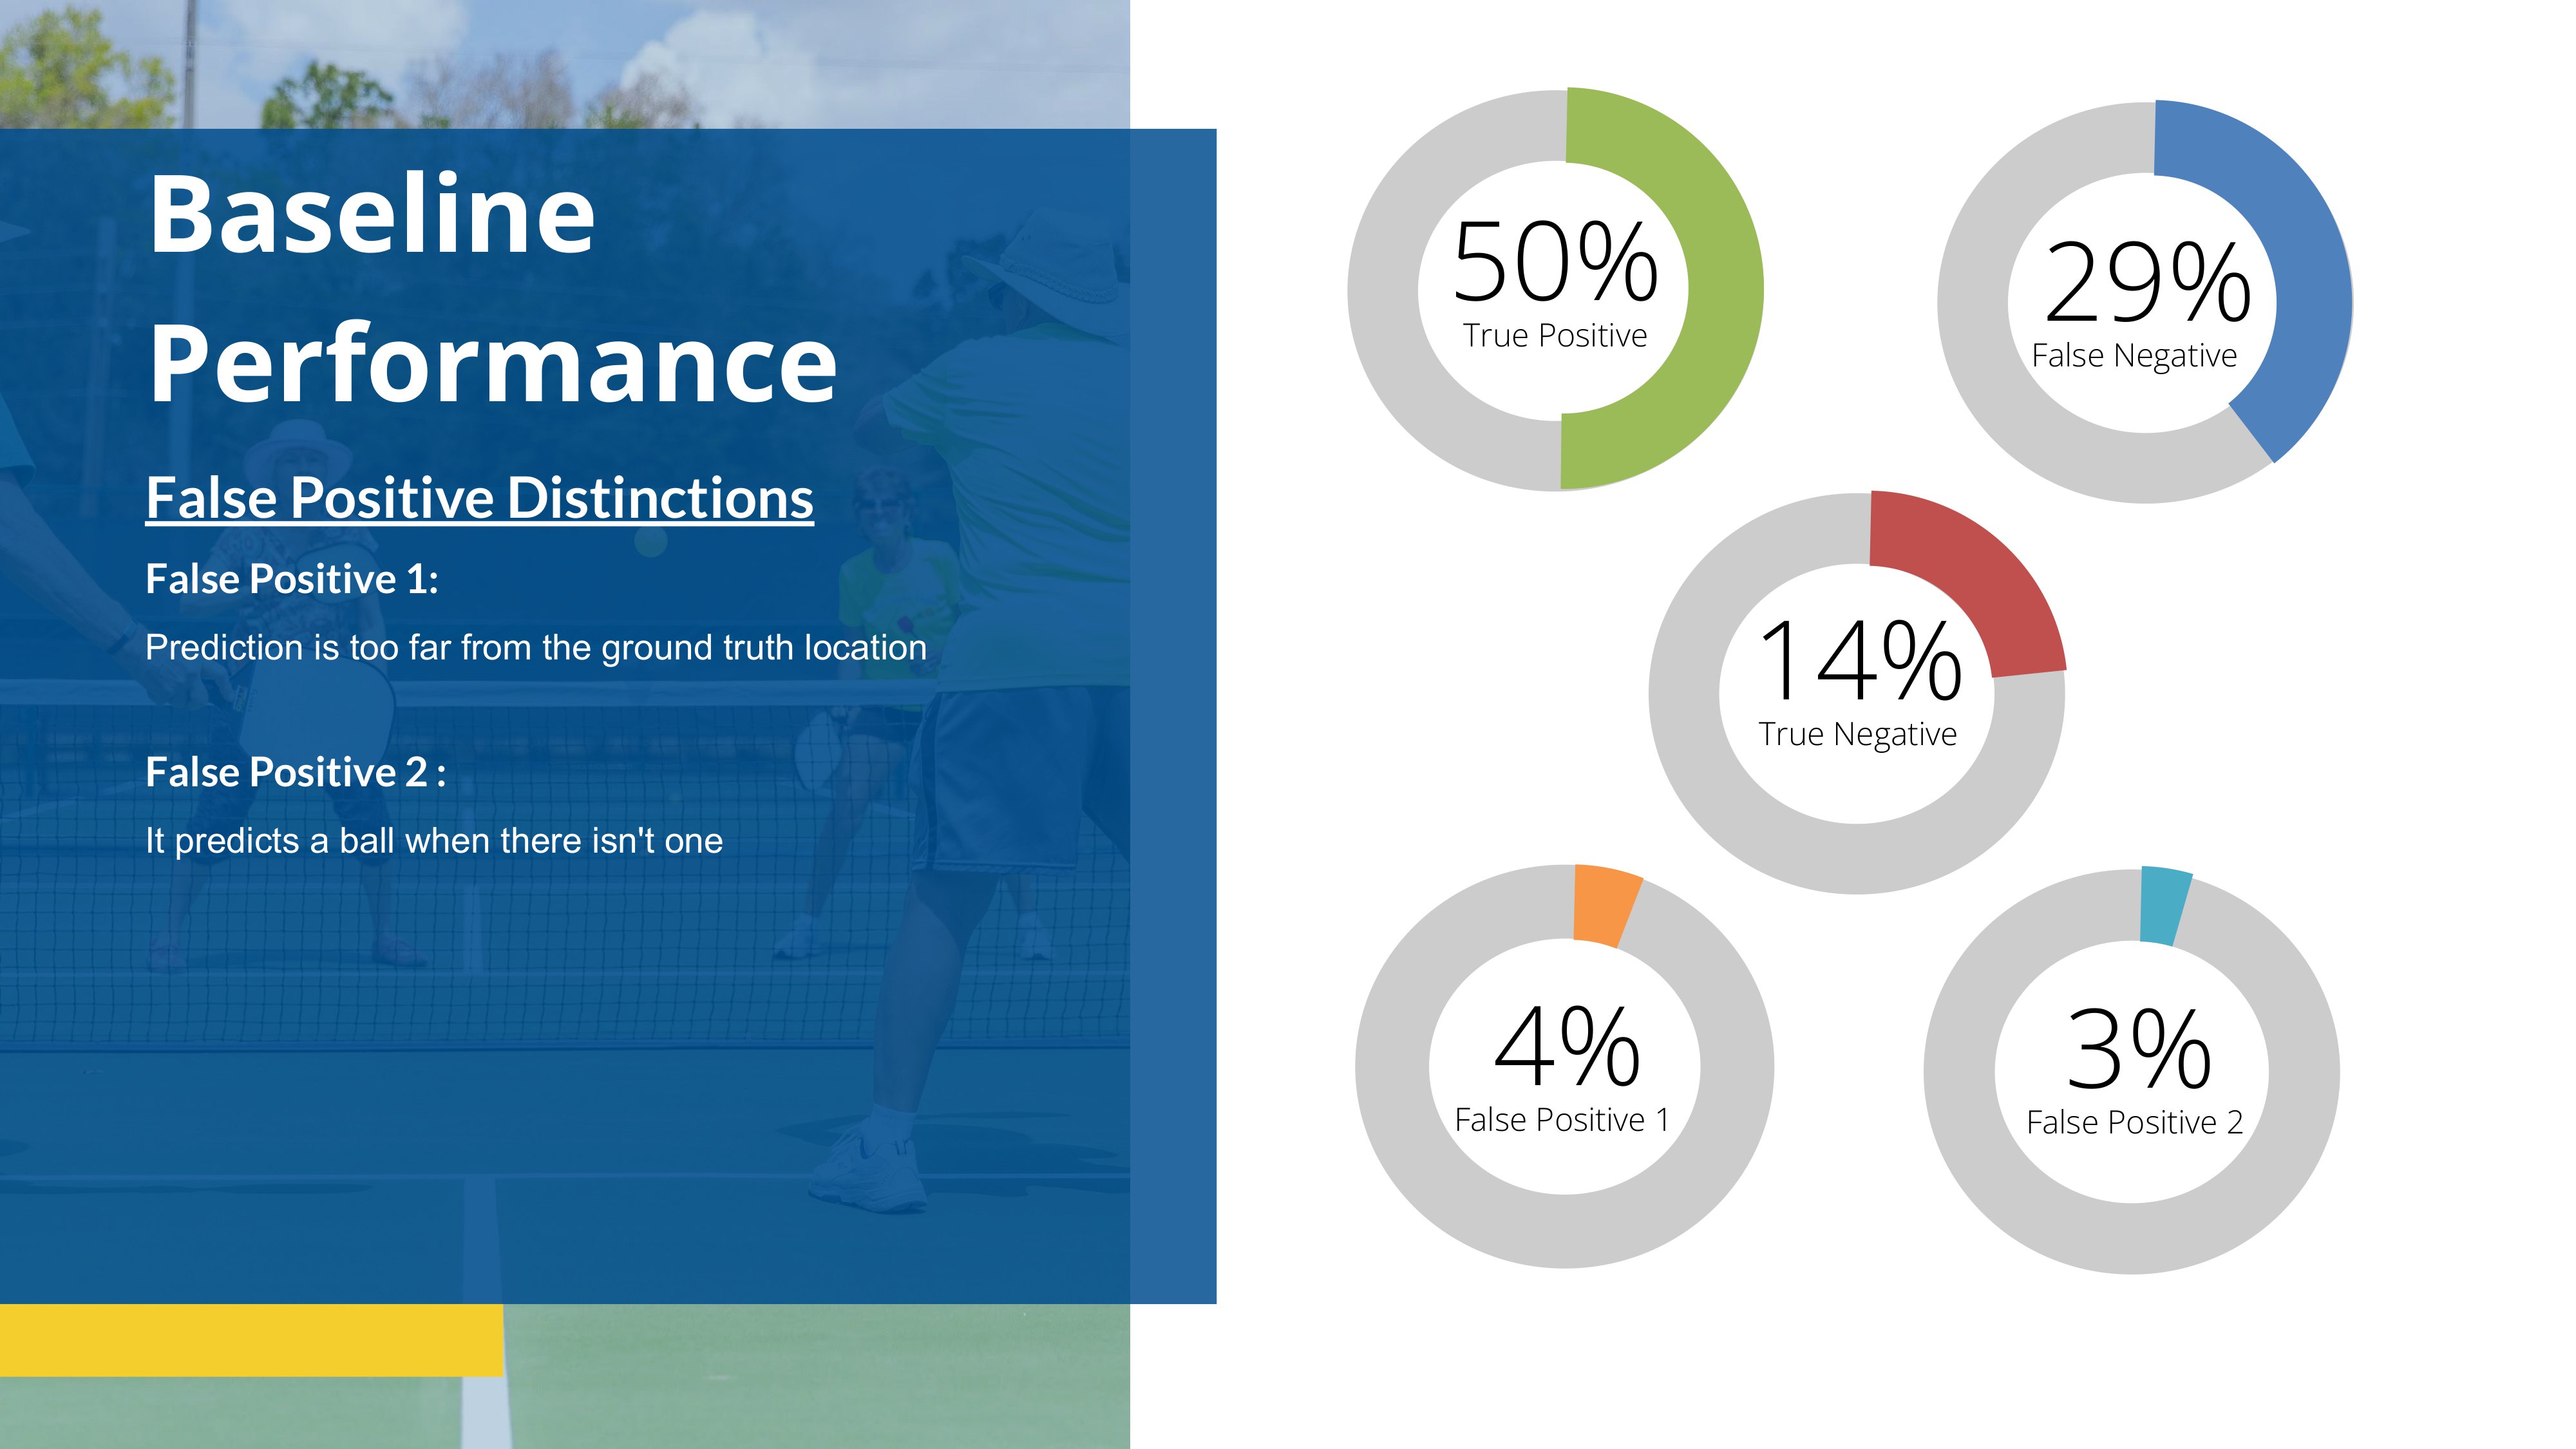 Baseline
Performance
False Positive Distinctions
False Positive 1:
Prediction is too far from the ground truth location
False Positive 2 :
It predicts a ball when there isn't one
50%
True Positive
29%
False Negative
14%
True Negative
4%
False Positive 1
3%
False Positive 2